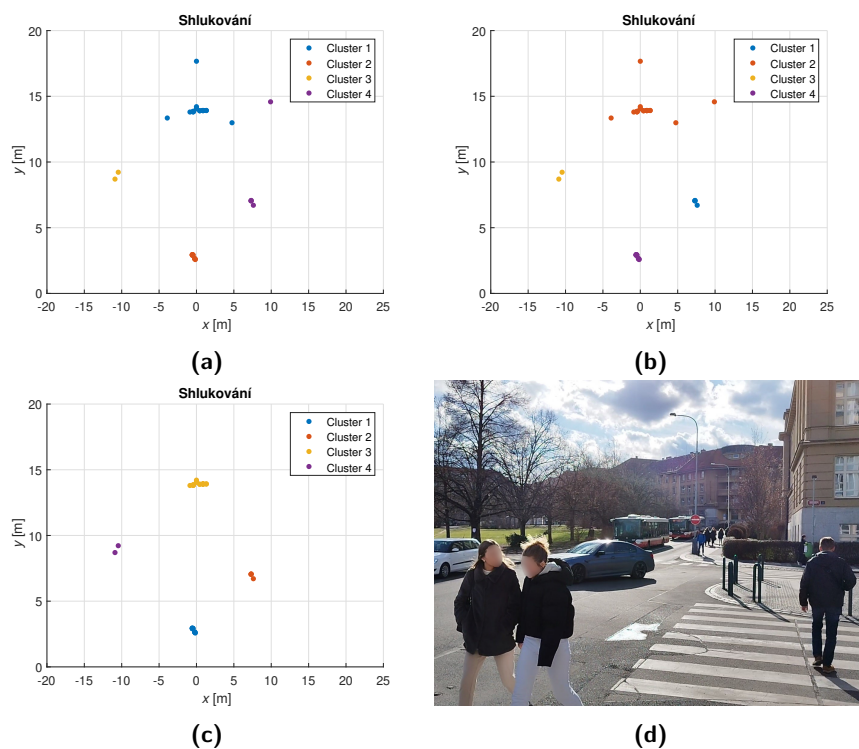 Shlukování
20
15
10
5
0
y [m]
-20 -15 -10 -5 0 5 10 15 20 25
x [m]
Cluster 1
Cluster 2
Cluster 3
Cluster 4
(a)
Shlukování
20
15
10
5
0
y [m]
-20 -15 -10 -5 0 5 10 15 20 25
x [m]
Cluster 1
Cluster 2
Cluster 3
Cluster 4
(b)
Shlukování
20
15
10
5
0
y [m]
-20 -15 -10 -5 0 5 10 15 20 25
x [m]
Cluster 1
Cluster 2
Cluster 3
Cluster 4
(c)
(d)